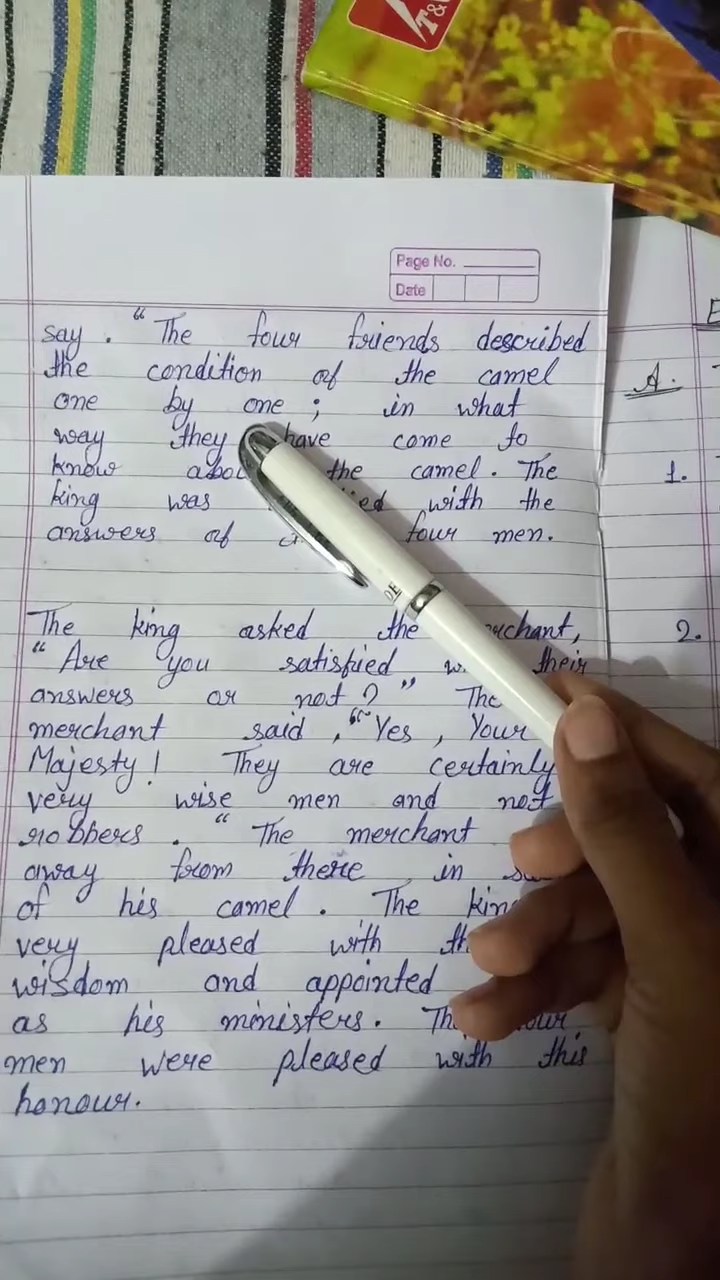 T&
Page No.
Date
say. "The four friends described
the condition of the camel
one by one ; in what
way they have come to
know the camel. The
king was with the
answers of four men.
The king asked the
"Are you satisfied their
answers or not?" The
merchant said, "Yes, Your
Majesty! They are certainly
very wise men and not
robbers. "The merchant
away from there in
of his camel. The
very pleased with
wisdom and appointed
as his ministers.
men were pleased with this
honour.
A.
1.
2.